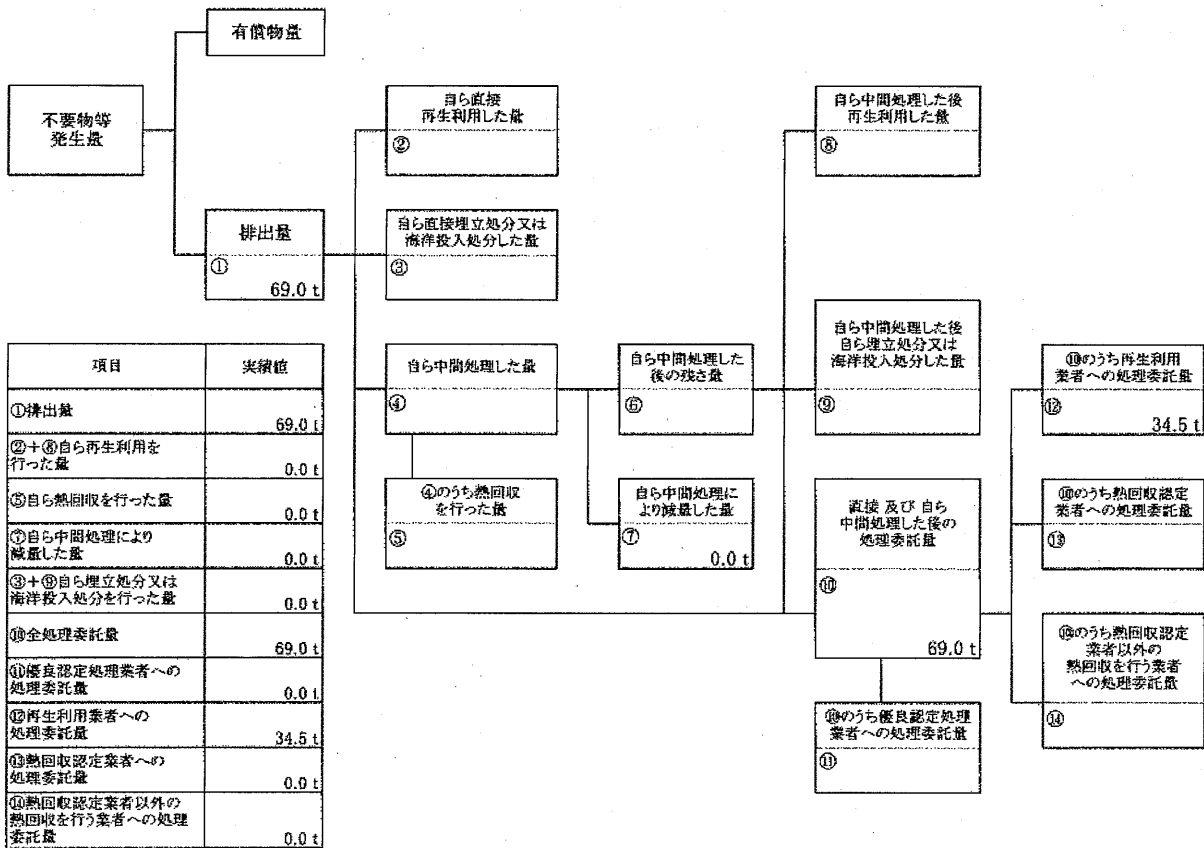 有償物量
不要物等
発生量
自ら直接
再生利用した量
②
自ら中間処理した後
再生利用した量
⑧
排出量
①
69.0 t
自ら直接埋立処分又は
海洋投入処分した量
③
項目 実績値
①排出量 69.0 t
②+⑧自ら再生利用を
行った量 0.0 t
⑤自ら熱回収を行った量 0.0 t
⑦自ら中間処理により
減量した量 0.0 t
③+⑨自ら埋立処分又は
海洋投入処分を行った量 0.0 t
⑩全処理委託量 69.0 t
⑪優良認定処理業者への
処理委託量 0.0 t
⑫再生利用業者への
処理委託量 34.5 t
⑬熱回収認定業者への
処理委託量 0.0 t
⑭熱回収認定業者以外の
熱回収を行う業者への処理
委託量 0.0 t
自ら中間処理した量
④
④のうち熱回収
を行った量
⑤
自ら中間処理した
後の残さ量
⑥
自ら中間処理に
より減量した量
⑦
0.0 t
自ら中間処理した後
自ら埋立処分又は
海洋投入処分した量
⑨
直接 及び 自ら
中間処理した後の
処理委託量
⑩
69.0 t
⑩のうち優良認定処理
業者への処理委託量
⑪
⑩のうち再生利用
業者への処理委託量
⑫
34.5 t
⑩のうち熱回収認定
業者への処理委託量
⑬
⑩のうち熱回収認定
業者以外の
熱回収を行う業者
への処理委託量
⑭